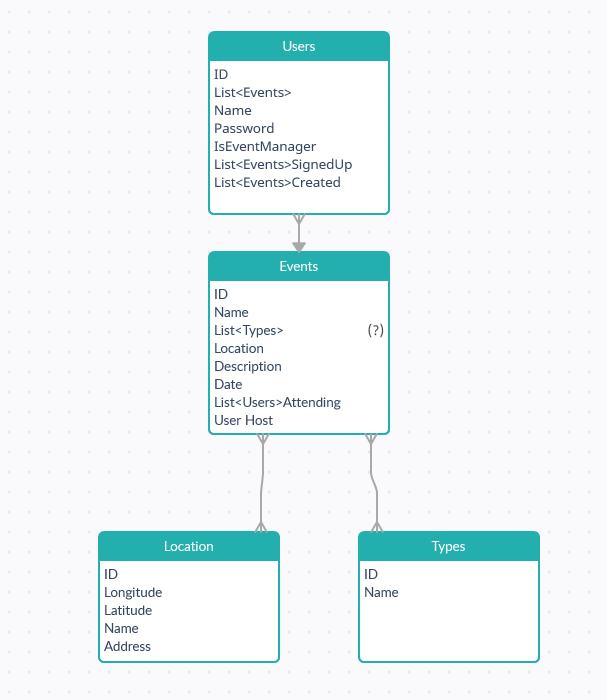 Users
ID
List<Events>
Name
Password
IsEventManager
List<Events>SignedUp
List<Events>Created
Events
ID
Name
List<Types> (?)
Location
Description
Date
List<Users>Attending
User Host
Location
ID
Longitude
Latitude
Name
Address
Types
ID
Name